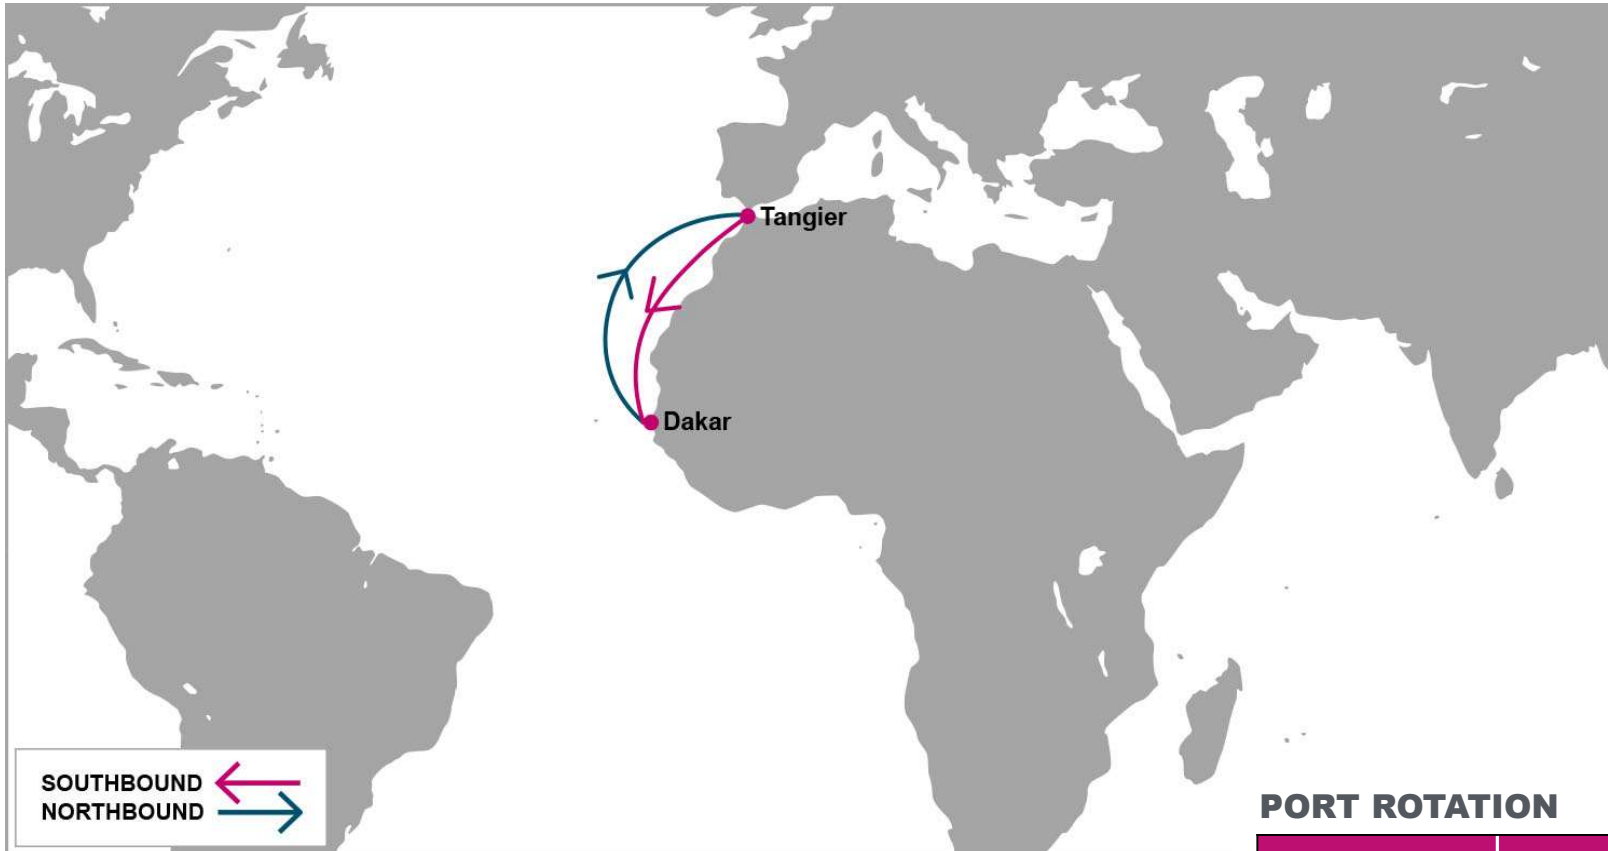 Tangier
Dakar
SOUTHBOUND
NORTHBOUND
PORT ROTATION